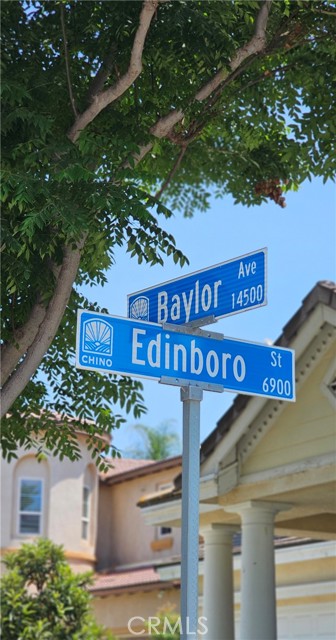 Baylor Ave
14500
CHINO Edinboro St
6900
CRMLS